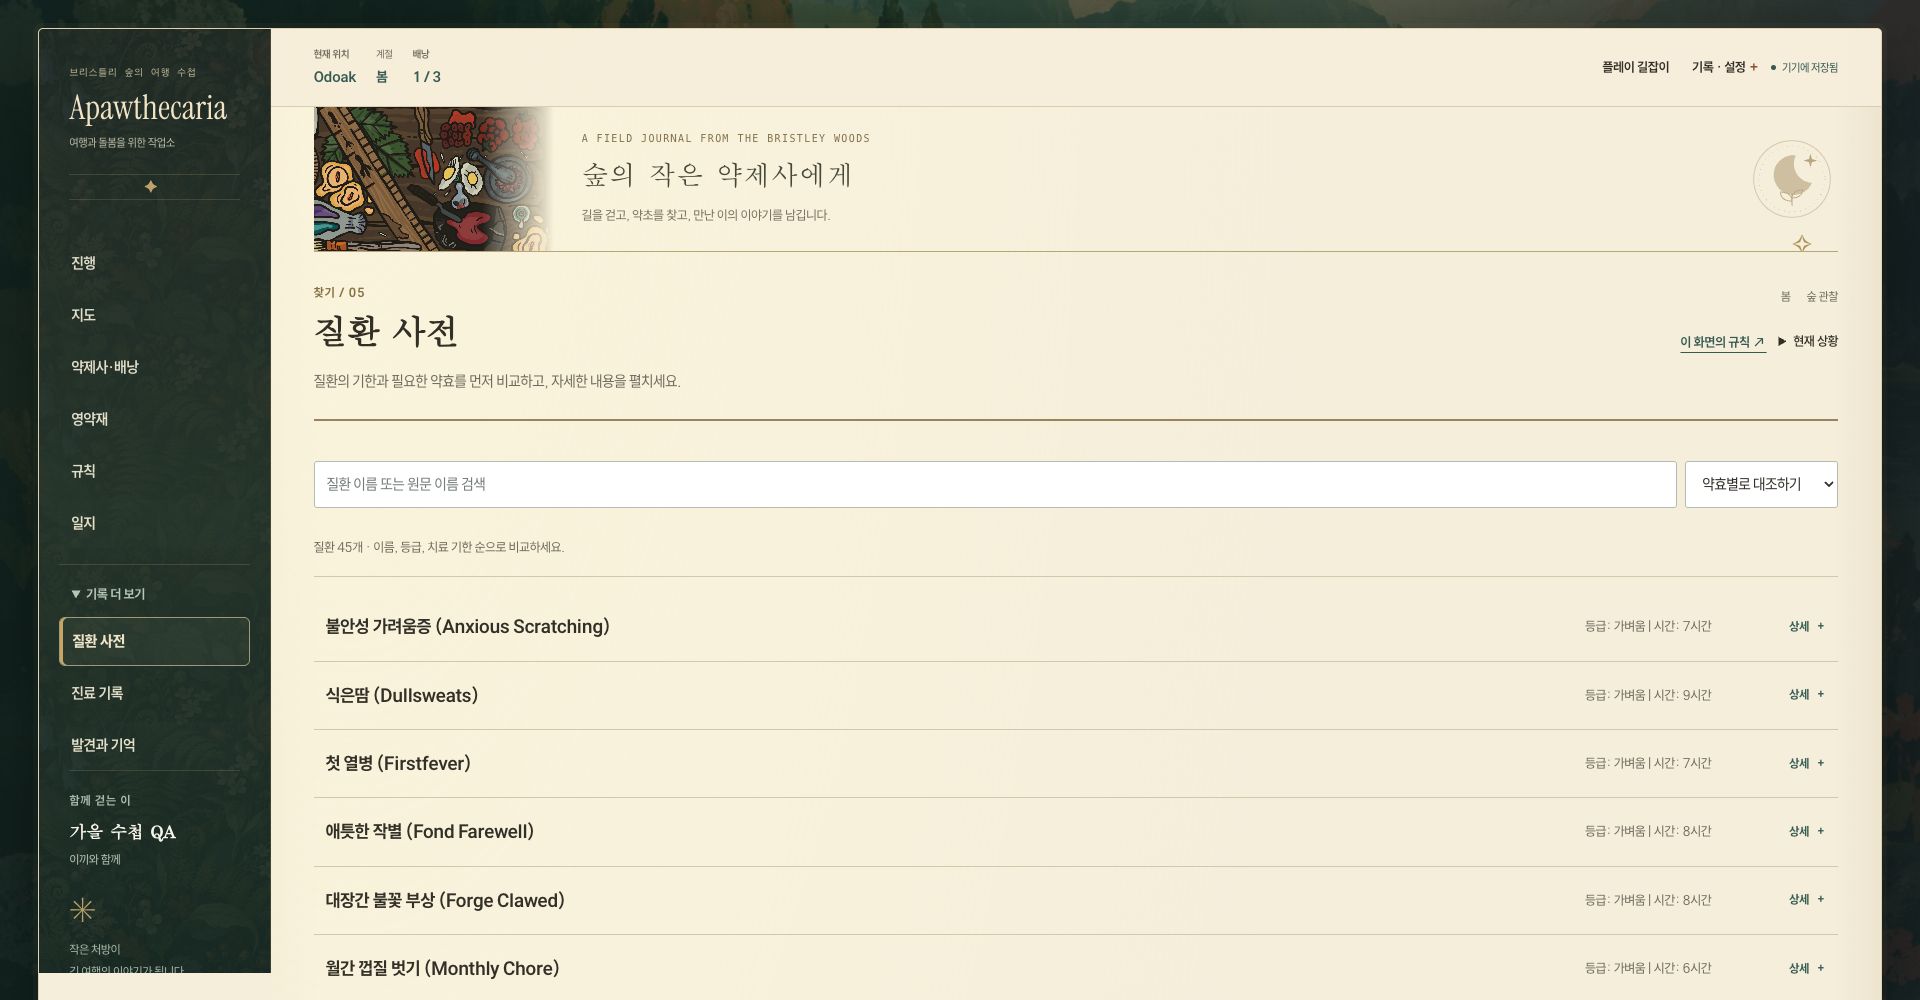 브리스틀리 숲의 여행 수첩
Apawthecaria
여행과 돌봄을 위한 작업소
진행
지도
약제사·배낭
영약재
규칙
일지
▼ 기록 더 보기
질환 사전
진료 기록
발견과 기억
함께 걷는 이
가을 수첩 QA
이끼와 함께
작은 처방이
긴 여행의 이야기가 됩니다
현재 위치 계절 배낭
Odoak 봄 1 / 3
플레이 길잡이 기록 · 설정 + 기기에 저장됨
A FIELD JOURNAL FROM THE BRISTLEY WOODS
숲의 작은 약제사에게
길을 걷고, 약초를 찾고, 만난 이의 이야기를 남깁니다.
찾기 / 05
봄 숲 관찰
질환 사전
이 화면의 규칙 ↗ ▶ 현재 상황
질환의 기한과 필요한 약효를 먼저 비교하고, 자세한 내용을 펼치세요.
질환 이름 또는 원문 이름 검색
약효별로 대조하기
질환 45개 · 이름, 등급, 치료 기한 순으로 비교하세요.
불안성 가려움증 (Anxious Scratching) 등급: 가벼움 | 시간: 7시간 상세 +
식은땀 (Dullsweats) 등급: 가벼움 | 시간: 9시간 상세 +
첫 열병 (Firstfever) 등급: 가벼움 | 시간: 7시간 상세 +
애틋한 작별 (Fond Farewell) 등급: 가벼움 | 시간: 8시간 상세 +
대장간 불꽃 부상 (Forge Clawed) 등급: 가벼움 | 시간: 8시간 상세 +
월간 껍질 벗기 (Monthly Chore) 등급: 가벼움 | 시간: 6시간 상세 +